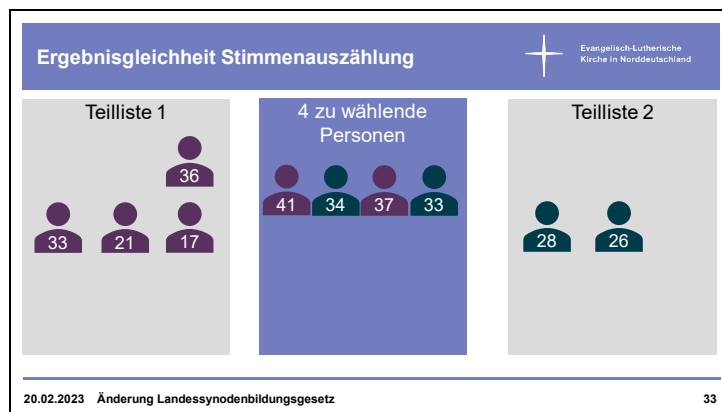 Ergebnisgleichheit Stimmenauszählung
Evangelisch-Lutherische
Kirche in Norddeutschland
Teilliste 1
36
33 21 17
4 zu wählende
Personen
41 34 37 33
Teilliste 2
28 26
20.02.2023 Änderung Landessynodenbildungsgesetz 33